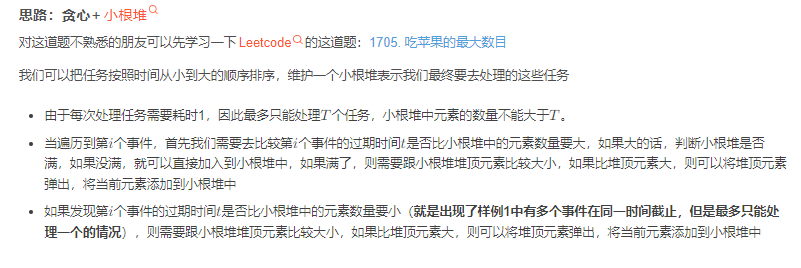 思路：贪心+ 小根堆
对这道题不熟悉的朋友可以先学习一下 Leetcode 的这道题：1705. 吃苹果的最大数目
我们可以把任务按照时间从小到大的顺序排序，维护一个小根堆表示我们最终要去处理的这些任务
• 由于每次处理任务需要耗时1，因此最多只能处理T个任务，小根堆中元素的数量不能大于T。
• 当遍历到第i个事件，首先我们需要去比较第i个事件的过期时间t是否比小根堆中的元素数量要大，如果大的话，判断小根堆是否
满，如果没满，就可以直接加入到小根堆中，如果满了，则需要跟小根堆堆顶元素比较大小，如果比堆顶元素大，则可以将堆顶元素
弹出，将当前元素添加到小根堆中
• 如果发现第i个事件的过期时间t是否比小根堆中的元素数量要小（就是出现了样例1中有多个事件在同一时间截止，但是最多只能处
理一个的情况），则需要跟小根堆堆顶元素比较大小，如果比堆顶元素大，则可以将堆顶元素弹出，将当前元素添加到小根堆中